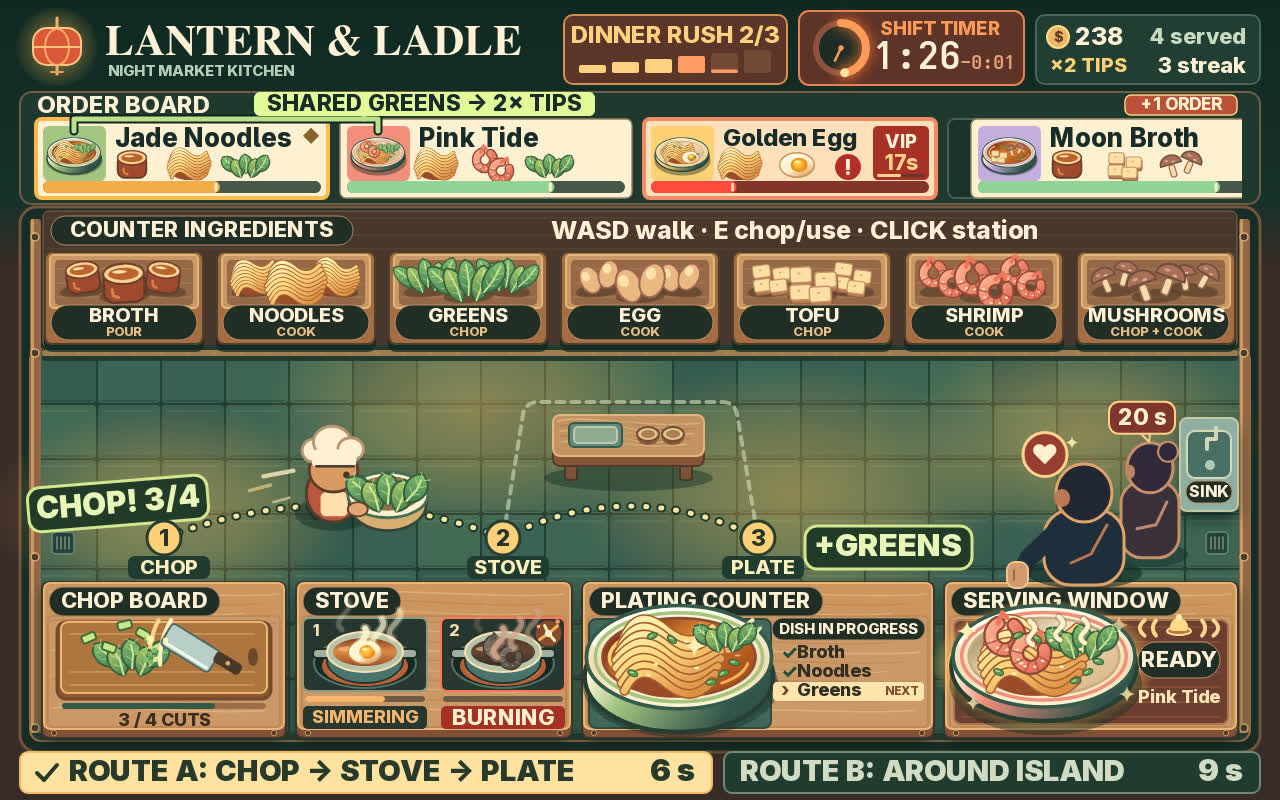 LANTERN & LADLE
NIGHT MARKET KITCHEN
DINNER RUSH 2/3
SHIFT TIMER
1:26 -0:01
$ 238 4 served
×2 TIPS 3 streak
ORDER BOARD
SHARED GREENS → 2× TIPS
+1 ORDER
Jade Noodles
Pink Tide
Golden Egg
!
VIP
17s
Moon Broth
COUNTER INGREDIENTS
WASD walk · E chop/use · CLICK station
BROTH
POUR
NOODLES
COOK
GREENS
CHOP
EGG
COOK
TOFU
CHOP
SHRIMP
COOK
MUSHROOMS
CHOP + COOK
CHOP! 3/4
1
CHOP
2
STOVE
3
PLATE
+GREENS
20 s
SINK
CHOP BOARD
3 / 4 CUTS
STOVE
1
SIMMERING
2
BURNING
PLATING COUNTER
DISH IN PROGRESS
✓Broth
✓Noodles
› Greens NEXT
SERVING WINDOW
READY
Pink Tide
✓ ROUTE A: CHOP → STOVE → PLATE 6 s
ROUTE B: AROUND ISLAND 9 s